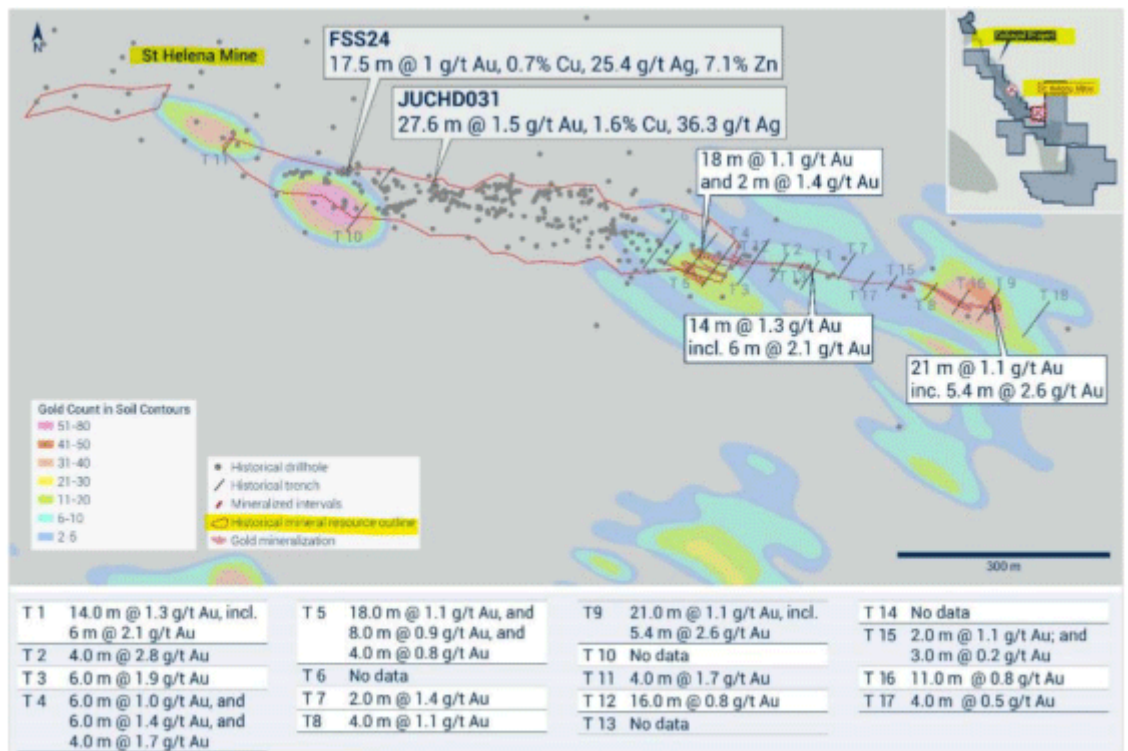 N
St Helena Mine
FSS24
17.5 m @ 1 g/t Au, 0.7% Cu, 25.4 g/t Ag, 7.1% Zn
JUCHD031
27.6 m @ 1.5 g/t Au, 1.6% Cu, 36.3 g/t Ag
18 m @ 1.1 g/t Au
and 2 m @ 1.4 g/t Au
T 11
T 10
T 6
T 4
T 2
T 1
T 7
T 5
T 3
T 17
T 15
T 8
T 16
T 9
T 18
14 m @ 1.3 g/t Au
incl. 6 m @ 2.1 g/t Au
21 m @ 1.1 g/t Au
inc. 5.4 m @ 2.6 g/t Au
Gold Count in Soil Contours
51-80
41-50
31-40
21-30
11-20
6-10
2-5
Historical drillhole
Historical trench
Mineralized intervals
Historical mineral resource outline
Gold mineralization
300 m
T 1 14.0 m @ 1.3 g/t Au, incl.
6 m @ 2.1 g/t Au
T 2 4.0 m @ 2.8 g/t Au
T 3 6.0 m @ 1.9 g/t Au
T 4 6.0 m @ 1.0 g/t Au, and
6.0 m @ 1.4 g/t Au, and
4.0 m @ 1.7 g/t Au
T 5 18.0 m @ 1.1 g/t Au, and
8.0 m @ 0.9 g/t Au, and
4.0 m @ 0.8 g/t Au
T 6 No data
T 7 2.0 m @ 1.4 g/t Au
T8 4.0 m @ 1.1 g/t Au
T9 21.0 m @ 1.1 g/t Au, incl.
5.4 m @ 2.6 g/t Au
T 10 No data
T 11 4.0 m @ 1.7 g/t Au
T 12 16.0 m @ 0.8 g/t Au
T 13 No data
T 14 No data
T 15 2.0 m @ 1.1 g/t Au; and
3.0 m @ 0.2 g/t Au
T 16 11.0 m @ 0.8 g/t Au
T 17 4.0 m @ 0.5 g/t Au